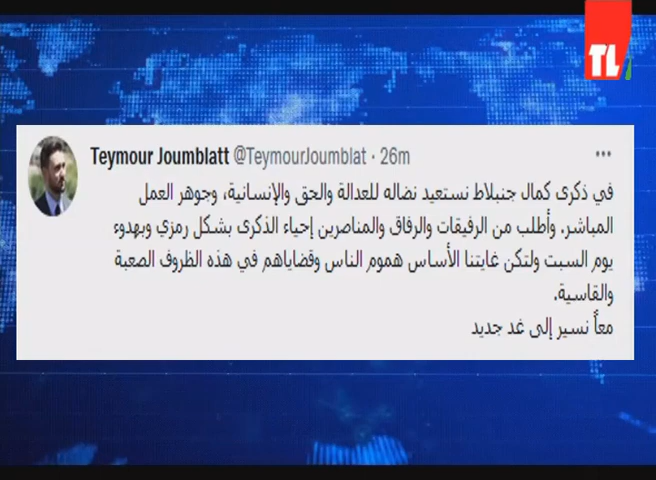 TL
Teymour Joumblatt @TeymourJoumblat · 26m
في ذكرى كمال جنبلاط نستعيد نضاله للعدالة والحق والإنسانية، وجوهر العمل
المباشر. وأطلب من الرفيقات والرفاق والمناصرين إحياء الذكرى بشكل رمزي وبهدوء
يوم السبت ولتكن غايتنا الأساس هموم الناس وقضاياهم في هذه الظروف الصعبة
والقاسية.
معاً نسير إلى غد جديد